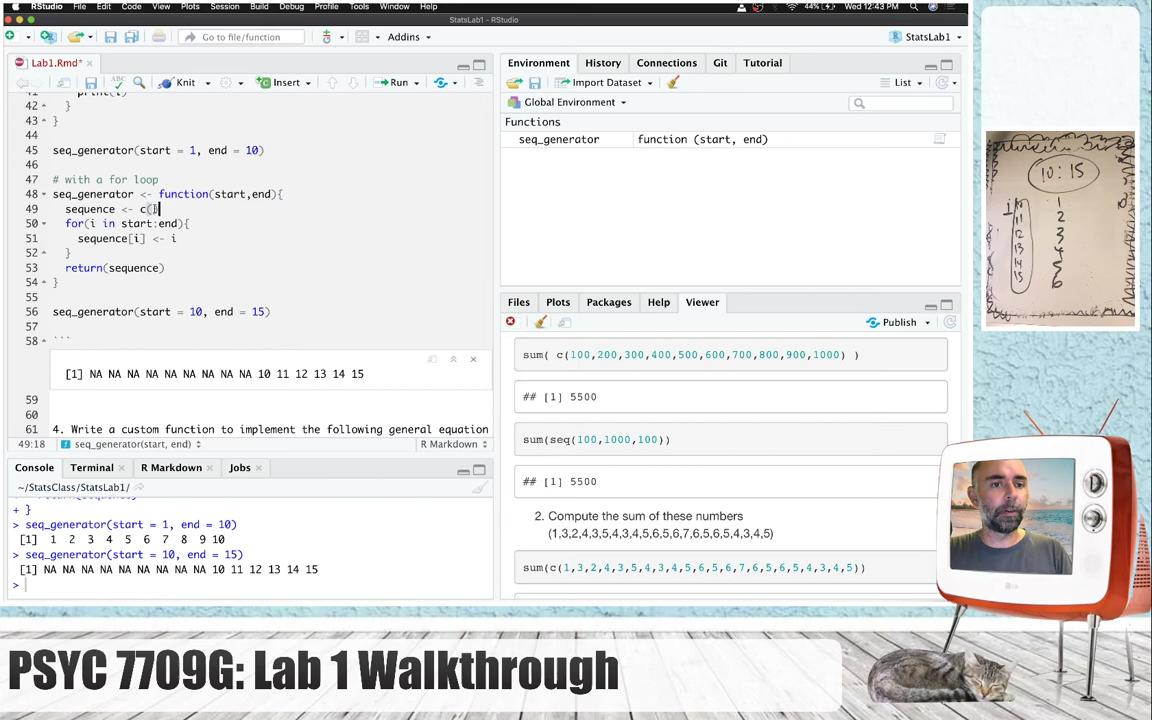 RStudio File Edit Code View Plots Session Build Debug Profile Tools Window Help 44% Wed 12:43 PM
StatsLab1 - RStudio
Go to file/function Addins StatsLab1
Lab1.Rmd*
Knit Insert Run
41 print(i)
42 }
43 }
44
45 seq_generator(start = 1, end = 10)
46
47 # with a for loop
48 seq_generator <- function(start,end){
49 sequence <- c()
50 for(i in start:end){
51 sequence[i] <- i
52 }
53 return(sequence)
54 }
55
56 seq_generator(start = 10, end = 15)
57
58 ```
[1] NA NA NA NA NA NA NA NA NA 10 11 12 13 14 15
59
60
61 4. Write a custom function to implement the following general equation
49:18 seq_generator(start, end) R Markdown
Console Terminal R Markdown Jobs
~/StatsClass/StatsLab1/
+ return(sequence)
+ }
> seq_generator(start = 1, end = 10)
[1] 1 2 3 4 5 6 7 8 9 10
> seq_generator(start = 10, end = 15)
[1] NA NA NA NA NA NA NA NA NA 10 11 12 13 14 15
>
Environment History Connections Git Tutorial
Import Dataset List
Global Environment
Functions
seq_generator function (start, end)
Files Plots Packages Help Viewer
Publish
sum( c(100,200,300,400,500,600,700,800,900,1000) )
## [1] 5500
sum(seq(100,1000,100))
## [1] 5500
2. Compute the sum of these numbers
(1,3,2,4,3,5,4,3,4,5,6,5,6,7,6,5,6,5,4,3,4,5)
sum(c(1,3,2,4,3,5,4,3,4,5,6,5,6,7,6,5,6,5,4,3,4,5))
10:15
i 10 1
11 2
12 3
13 4
14 5
15 6
LG
PSYC 7709G: Lab 1 Walkthrough